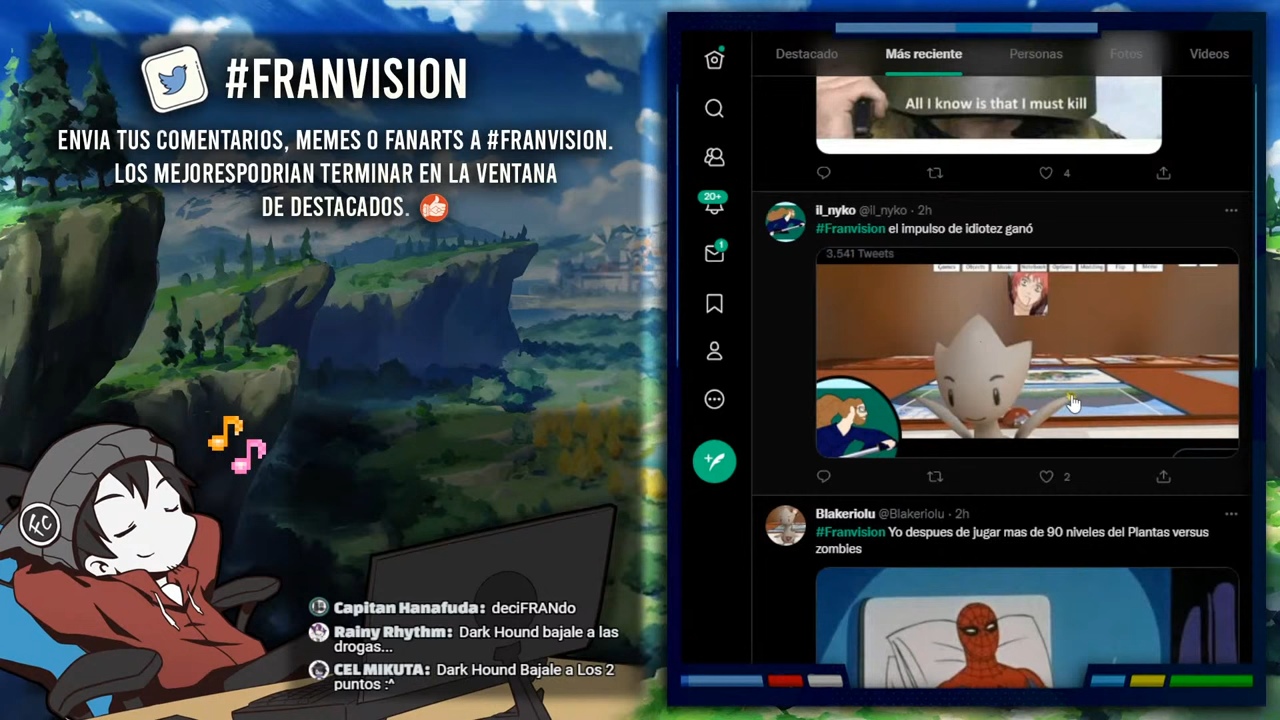 #FRANVISION
ENVIA TUS COMENTARIOS, MEMES O FANARTS A #FRANVISION.
LOS MEJORESPODRIAN TERMINAR EN LA VENTANA
DE DESTACADOS.
Capitan Hanafuda: deciFRANdo
Rainy Rhythm: Dark Hound bajale a las
drogas...
CEL MIKUTA: Dark Hound Bajale a Los 2
puntos :^
Destacado Más reciente Personas Fotos Videos
All I know is that I must kill
4
20+
1
il_nyko @il_nyko · 2h
#Franvision el impulso de idiotez ganó
3.541 Tweets
2
Blakeriolu @Blakeriolu · 2h
#Franvision Yo despues de jugar mas de 90 niveles del Plantas versus
zombies